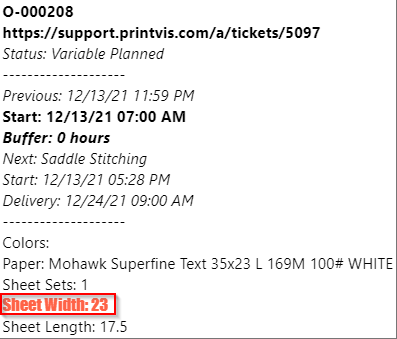 O-000208
https://support.printvis.com/a/tickets/5097
Status: Variable Planned
--------------------
Previous: 12/13/21 11:59 PM
Start: 12/13/21 07:00 AM
Buffer: 0 hours
Next: Saddle Stitching
Start: 12/13/21 05:28 PM
Delivery: 12/24/21 09:00 AM
--------------------
Colors:
Paper: Mohawk Superfine Text 35x23 L 169M 100# WHITE
Sheet Sets: 1
Sheet Width: 23
Sheet Length: 17.5